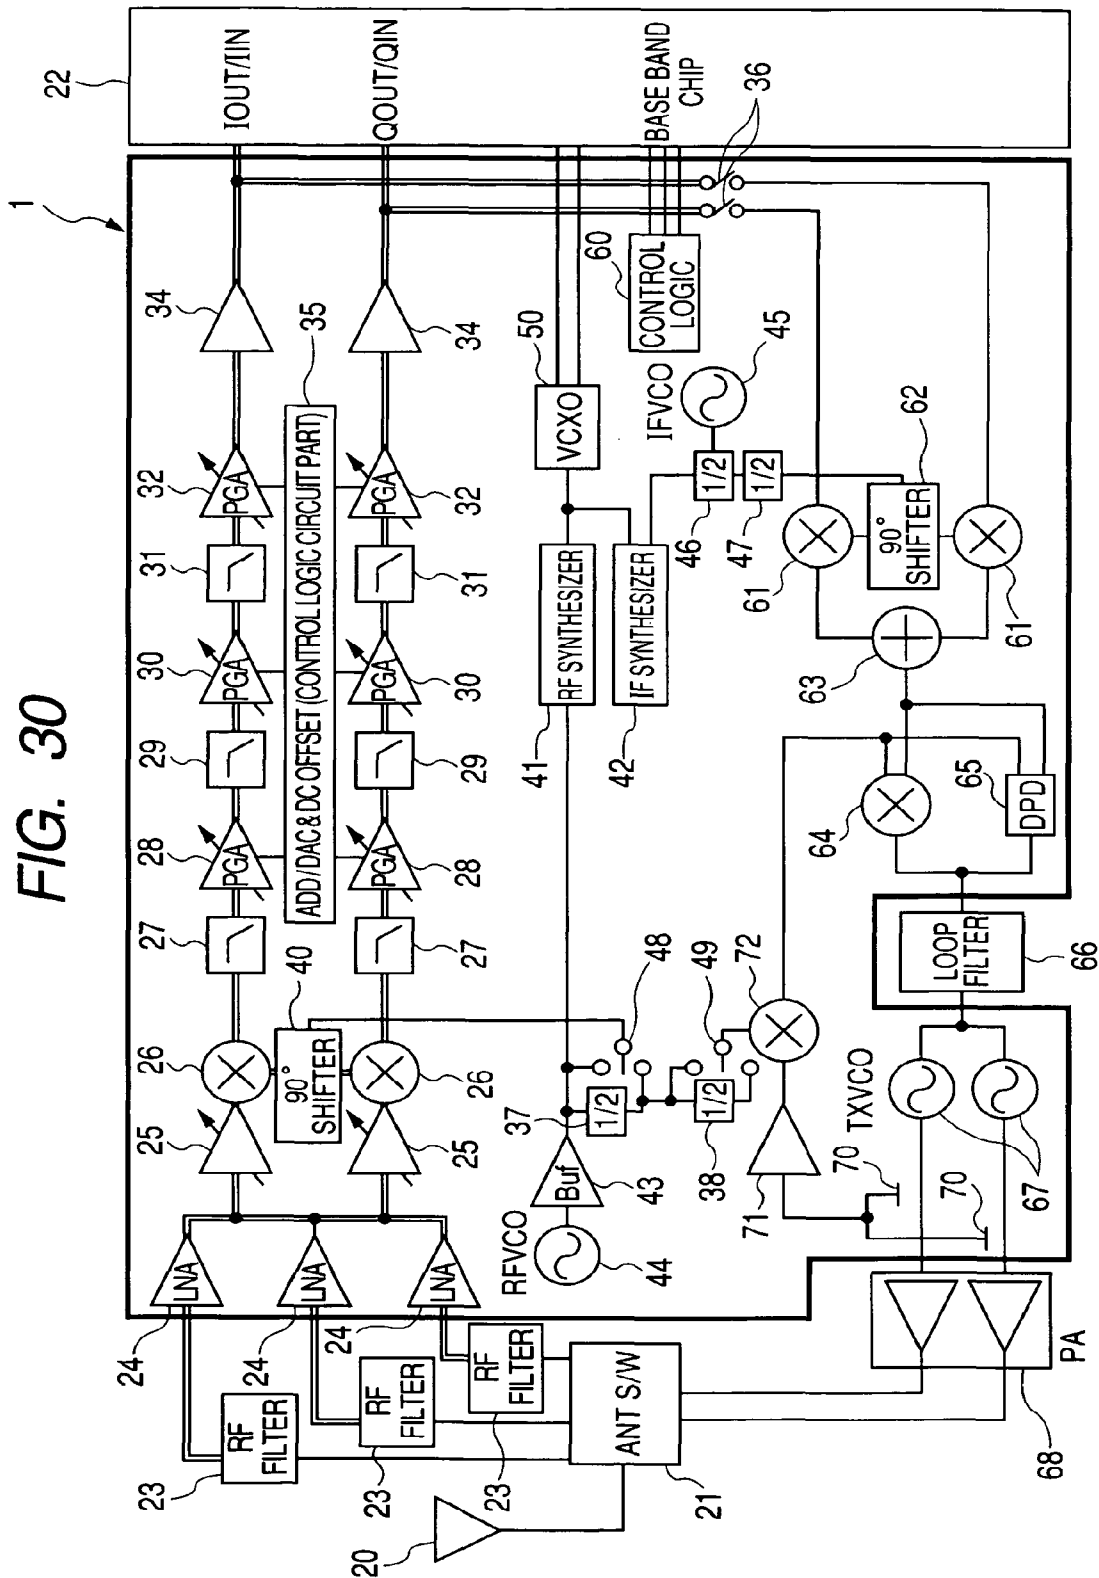 FIG. 30
1
22
IOUT/IIN
QOUT/QIN
BASE BAND
CHIP
36
34
34
35
ADD/DAC & DC OFFSET (CONTROL LOGIC CIRCUIT PART)
32
PGA
PGA
32
31
31
30
PGA
PGA
30
29
29
28
PGA
PGA
28
27
27
26
26
40
90°
SHIFTER
25
25
24
LNA
24
LNA
24
LNA
23
RF
FILTER
23
RF
FILTER
23
RF
FILTER
20
ANT S/W
21
50
VCXO
60
CONTROL
LOGIC
45
IFVCO
1/2
46
1/2
47
41
RF SYNTHESIZER
42
IF SYNTHESIZER
62
90°
SHIFTER
61
61
63
64
65
DPD
48
49
72
37
1/2
38
1/2
Buf
43
RFVCO
44
71
70
70
TXVCO
67
LOOP
FILTER
66
PA
68